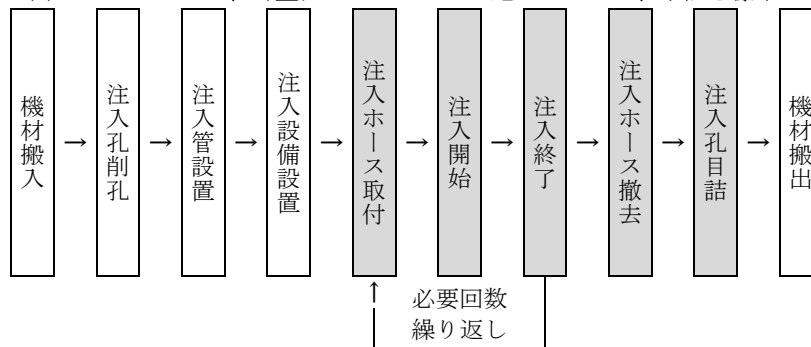 機材搬入
→
注入孔削孔
→
注入管設置
→
注入設備設置
→
注入ホース取付
→
注入開始
→
注入終了
→
注入ホース撤去
→
注入孔目詰
→
機材搬出
↑
必要回数
繰り返し